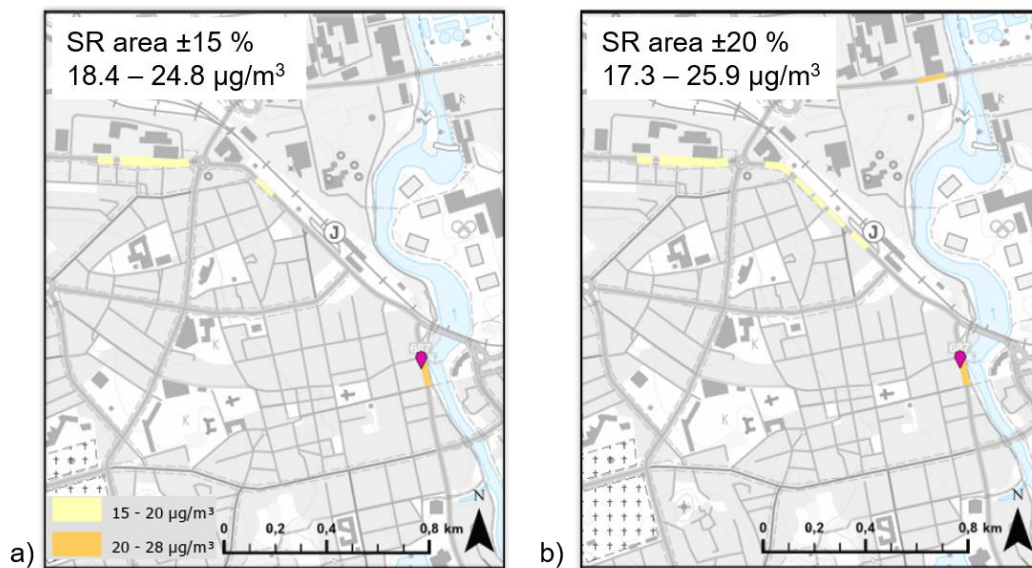 SR area ±15 %
18.4 – 24.8 µg/m³
J
K
K
15 - 20 µg/m³
20 - 28 µg/m³
0 0,2 0,4 0,8 km
N
a)
SR area ±20 %
17.3 – 25.9 µg/m³
J
K
K
0 0,2 0,4 0,8 km
N
b)